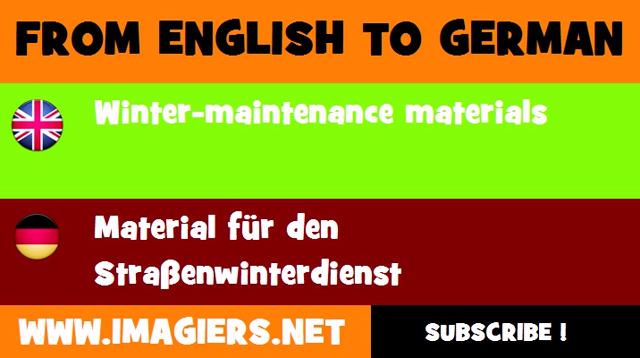 FROM ENGLISH TO GERMAN
Winter-maintenance materials
Material für den
Straßenwinterdienst
WWW.IMAGIERS.NET
SUBSCRIBE !